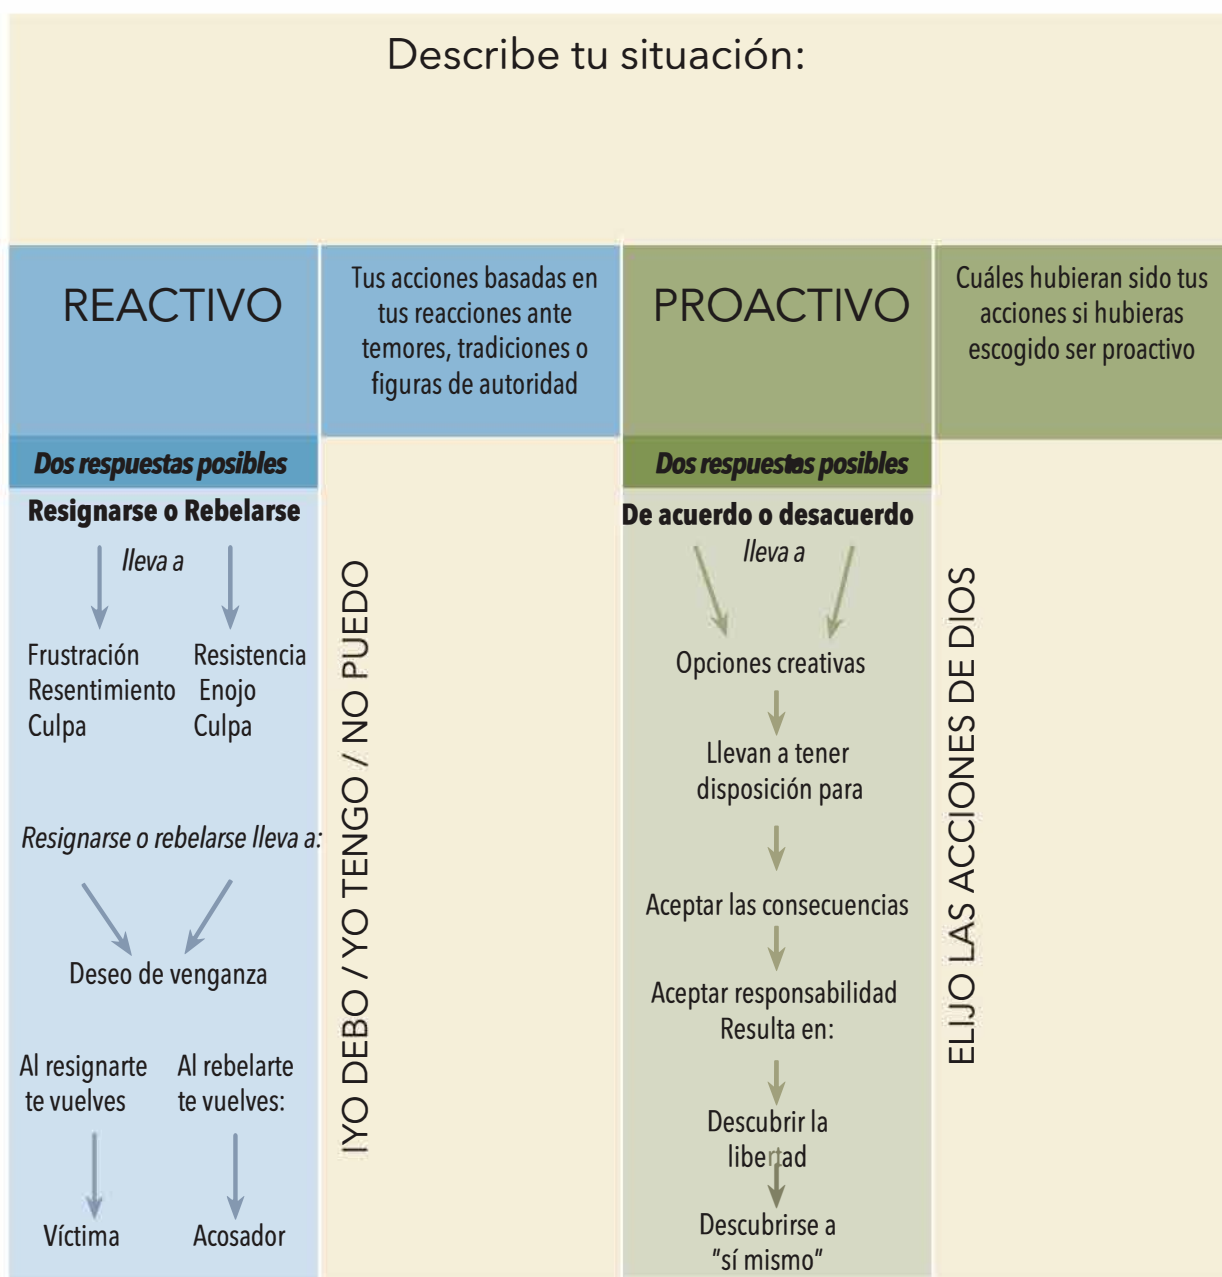 Describe tu situación:
REACTIVO
Tus acciones basadas en
tus reacciones ante
temores, tradiciones o
figuras de autoridad
PROACTIVO
Cuáles hubieran sido tus
acciones si hubieras
escogido ser proactivo
Dos respuestas posibles
Resignarse o Rebelarse
lleva a
Frustración
Resentimiento
Culpa
Resistencia
Enojo
Culpa
Resignarse o rebelarse lleva a:
Deseo de venganza
Al resignarte
te vuelves
Al rebelarte
te vuelves:
Víctima
Acosador
IYO DEBO / YO TENGO / NO PUEDO
Dos respuestas posibles
De acuerdo o desacuerdo
lleva a
Opciones creativas
Llevan a tener
disposición para
Aceptar las consecuencias
Aceptar responsabilidad
Resulta en:
Descubrir la
libertad
Descubrirse a
"sí mismo"
ELIJO LAS ACCIONES DE DIOS